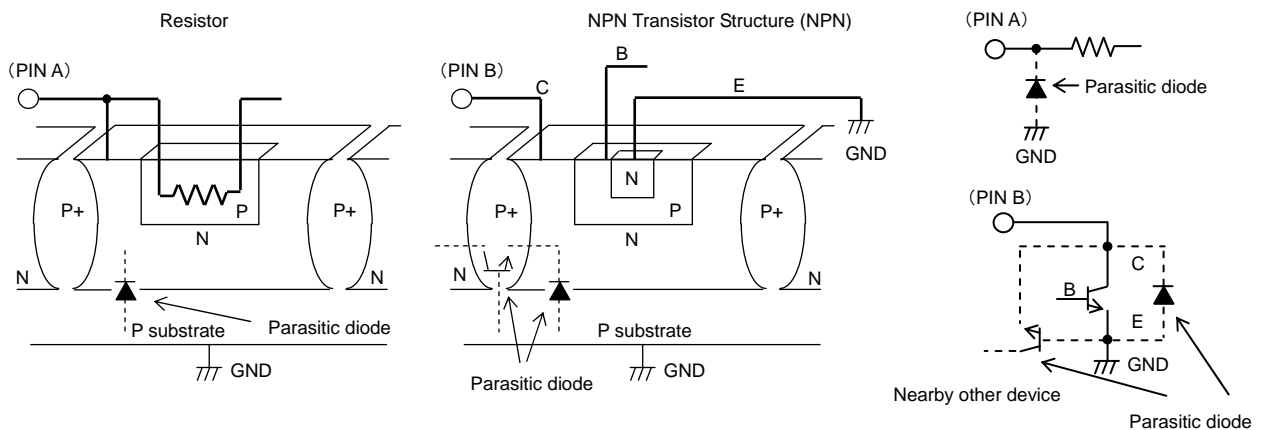 Resistor
(PIN A)
P+
P+
P
N
N
N
P substrate
Parasitic diode
GND
NPN Transistor Structure (NPN)
B
(PIN B)
C
E
GND
N
P+
P+
P
N
N
N
P substrate
GND
Parasitic diode
(PIN A)
Parasitic diode
GND
(PIN B)
C
B
E
GND
Nearby other device
Parasitic diode